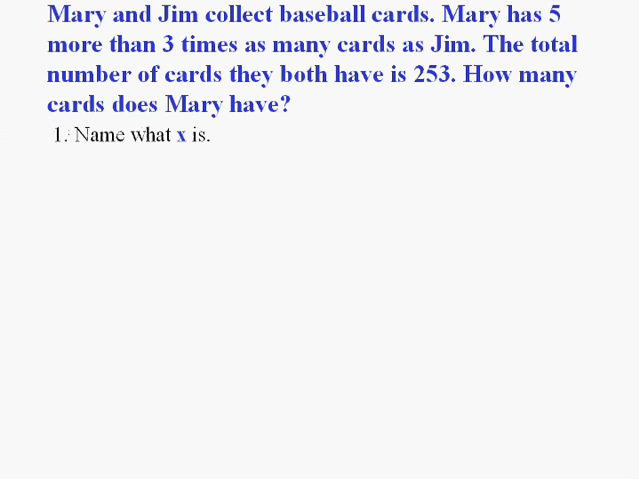 Mary and Jim collect baseball cards. Mary has 5
more than 3 times as many cards as Jim. The total
number of cards they both have is 253. How many
cards does Mary have?
1. Name what x is.